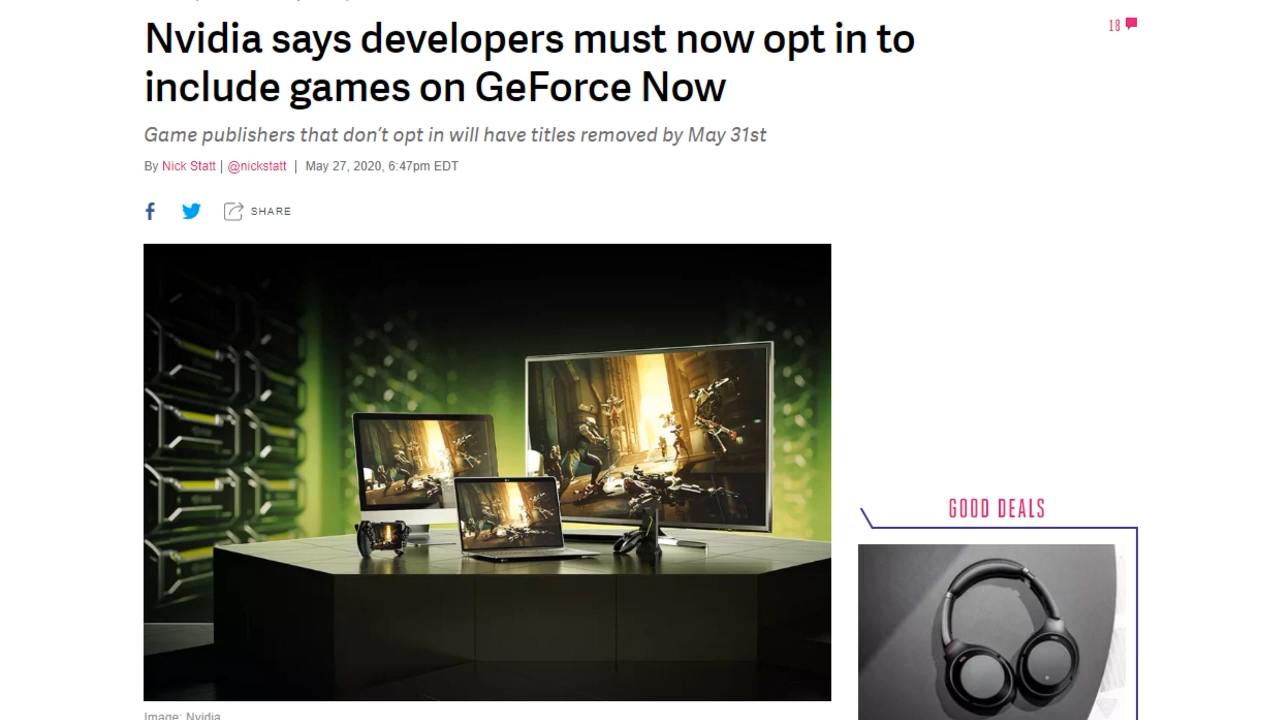 Nvidia says developers must now opt in to
include games on GeForce Now
18
Game publishers that don't opt in will have titles removed by May 31st
By Nick Statt | @nickstatt | May 27, 2020, 6:47pm EDT
SHARE
GOOD DEALS
Image: Nvidia